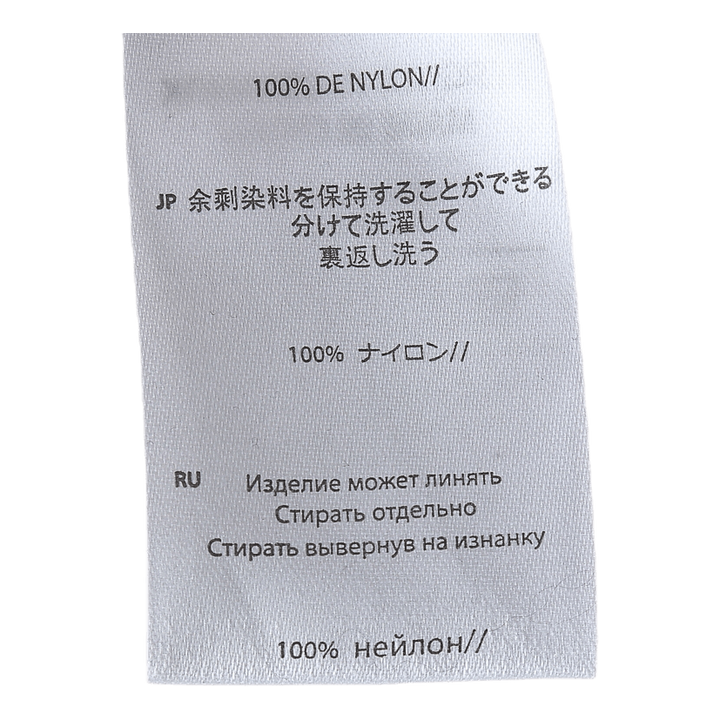 100% DE NYLON//
JP 余剰染料を保持することができる
分けて洗濯して
裏返し洗う
100% ナイロン//
RU Изделие может линять
Стирать отдельно
Стирать вывернув на изнанку
100% нейлон//